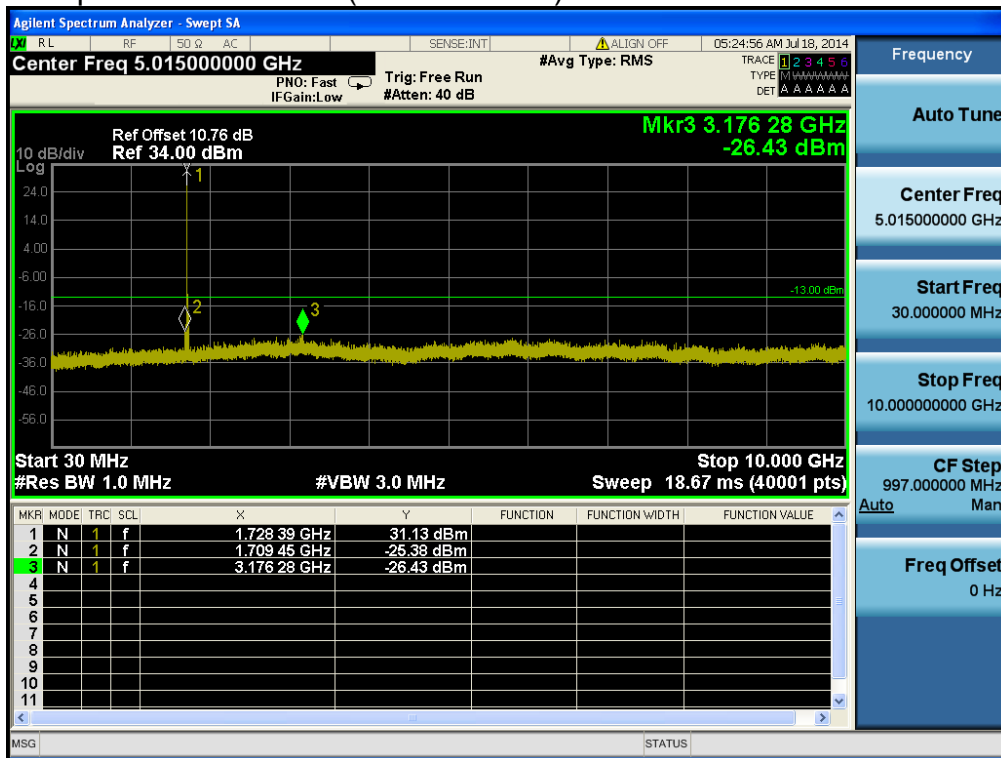 Agilent Spectrum Analyzer - Swept SA
LXI RL RF 50 Ω AC SENSE:INT ALIGN OFF 05:24:56 AM Jul 18, 2014
Center Freq 5.015000000 GHz
PNO: Fast
IFGain:Low
Trig: Free Run
#Atten: 40 dB
#Avg Type: RMS
TRACE 1 2 3 4 5 6
TYPE M WWWWW
DET A A A A A A
Mkr3 3.176 28 GHz
-26.43 dBm
Ref Offset 10.76 dB
10 dB/div Ref 34.00 dBm
Log
24.0
14.0
4.00
-6.00
-16.0
-26.0
-36.0
-46.0
-56.0
1
2
3
-13.00 dBm
Start 30 MHz Stop 10.000 GHz
#Res BW 1.0 MHz #VBW 3.0 MHz Sweep 18.67 ms (40001 pts)
MKR MODE TRC SCL X Y FUNCTION FUNCTION WIDTH FUNCTION VALUE
1 N 1 f 1.728 39 GHz 31.13 dBm
2 N 1 f 1.709 45 GHz -25.38 dBm
3 N 1 f 3.176 28 GHz -26.43 dBm
4
5
6
7
8
9
10
11
MSG STATUS
Frequency
Auto Tune
Center Freq
5.015000000 GHz
Start Freq
30.000000 MHz
Stop Freq
10.000000000 GHz
CF Step
997.000000 MHz
Auto Man
Freq Offset
0 Hz